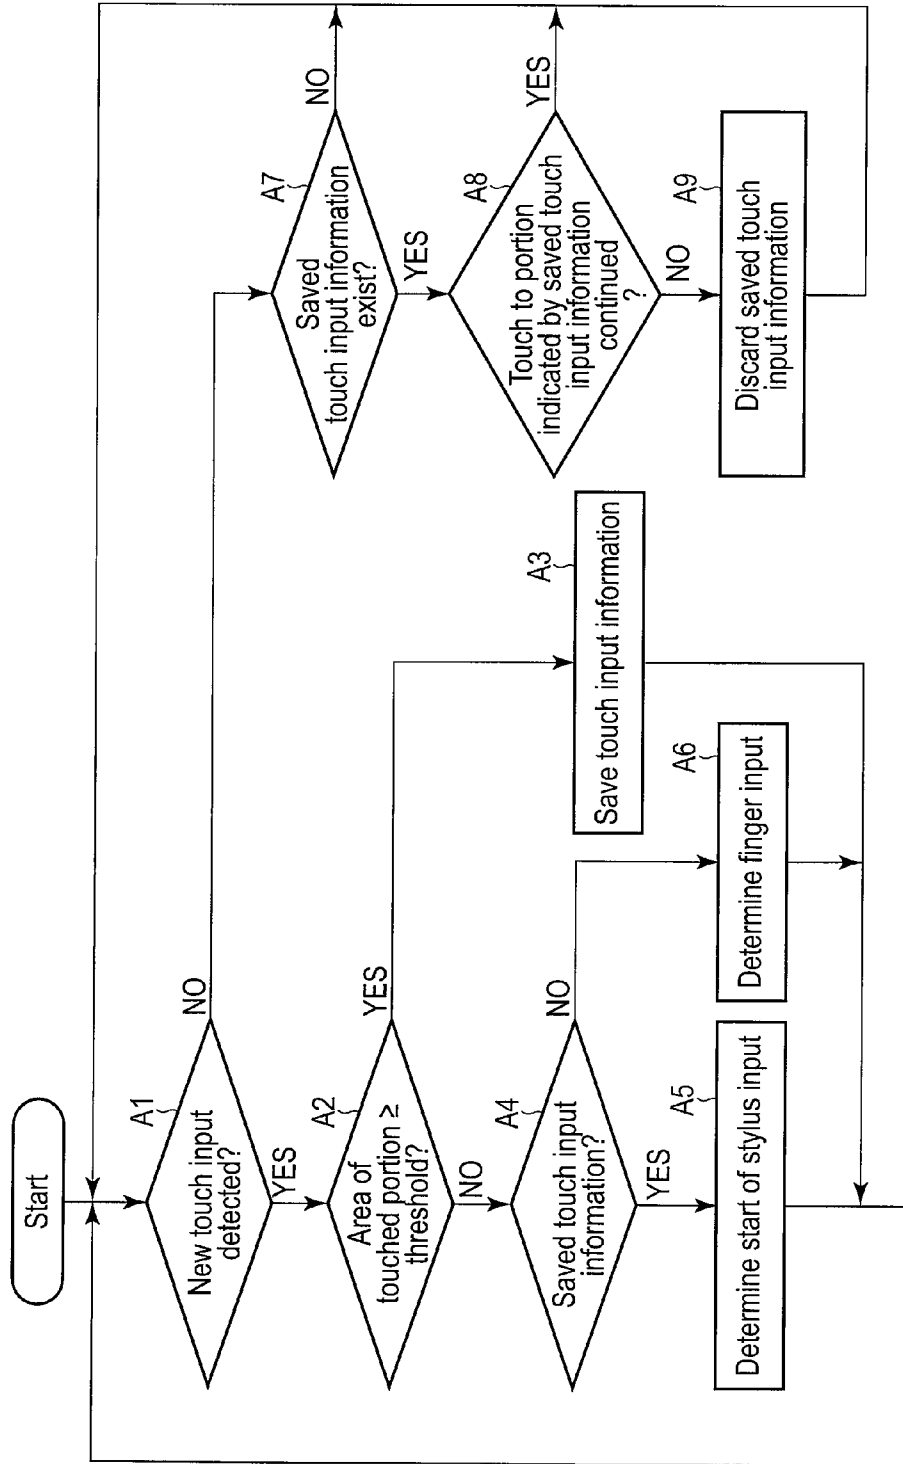 Start
A1
New touch input
detected?
NO
YES
A2
Area of
touched portion ≥
threshold?
YES
NO
A4
Saved touch input
information?
NO
YES
A5
Determine start of stylus input
A6
Determine finger input
A3
Save touch input information
A7
Saved
touch input information
exist?
NO
YES
A8
Touch to portion
indicated by saved touch
input information
continued
?
YES
NO
A9
Discard saved touch
input information